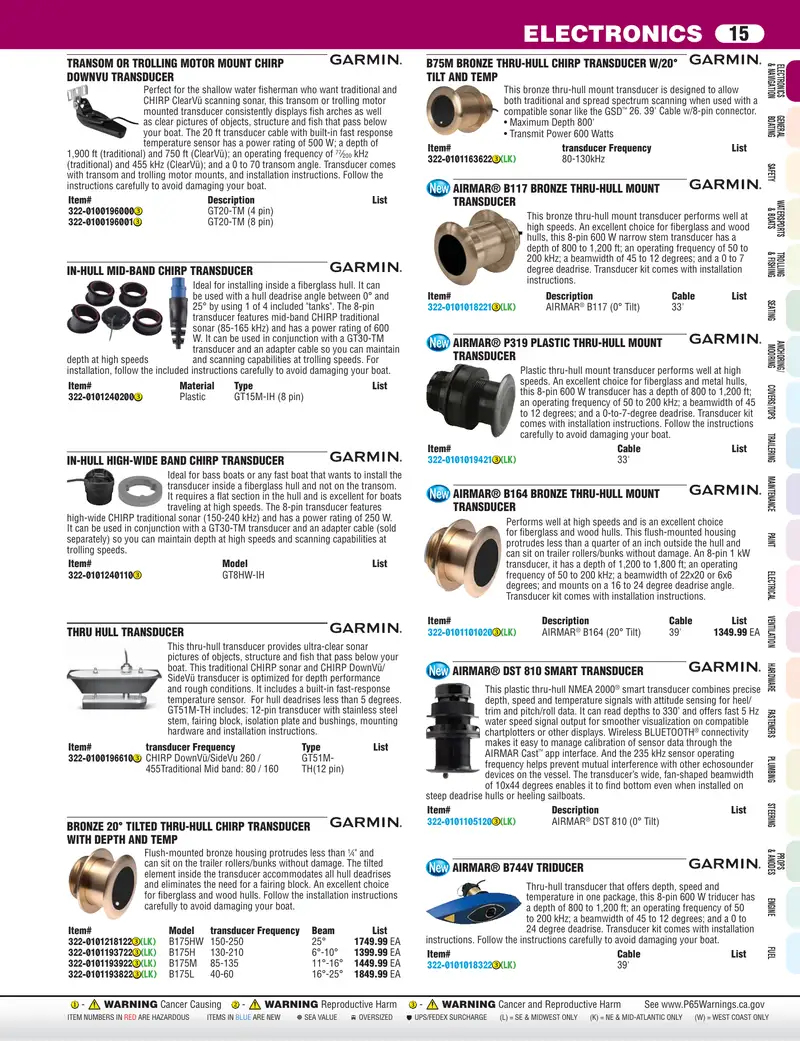 ELECTRONICS 15
TRANSOM OR TROLLING MOTOR MOUNT CHIRP
DOWNVU TRANSDUCER
GARMIN.
Perfect for the shallow water fisherman who want traditional and
CHIRP ClearVü scanning sonar, this transom or trolling motor
mounted transducer consistently displays fish arches as well
as clear pictures of objects, structure and fish that pass below
your boat. The 20 ft transducer cable with built-in fast response
temperature sensor has a power rating of 500 W; a depth of
1,900 ft (traditional) and 750 ft (ClearVü); an operating frequency of 77⁄200 kHz
(traditional) and 455 kHz (ClearVü); and a 0 to 70 transom angle. Transducer comes
with transom and trolling motor mounts, and installation instructions. Follow the
instructions carefully to avoid damaging your boat.
Item# Description List
322-0100196000 3 GT20-TM (4 pin)
322-0100196001 3 GT20-TM (8 pin)
IN-HULL MID-BAND CHIRP TRANSDUCER
GARMIN.
Ideal for installing inside a fiberglass hull. It can
be used with a hull deadrise angle between 0° and
25° by using 1 of 4 included "tanks". The 8-pin
transducer features mid-band CHIRP traditional
sonar (85-165 kHz) and has a power rating of 600
W. It can be used in conjunction with a GT30-TM
transducer and an adapter cable so you can maintain
depth at high speeds and scanning capabilities at trolling speeds. For
installation, follow the included instructions carefully to avoid damaging your boat.
Item# Material Type List
322-0101240200 3 Plastic GT15M-IH (8 pin)
IN-HULL HIGH-WIDE BAND CHIRP TRANSDUCER
GARMIN.
Ideal for bass boats or any fast boat that wants to install the
transducer inside a fiberglass hull and not on the transom.
It requires a flat section in the hull and is excellent for boats
traveling at high speeds. The 8-pin transducer features
high-wide CHIRP traditional sonar (150-240 kHz) and has a power rating of 250 W.
It can be used in conjunction with a GT30-TM transducer and an adapter cable (sold
separately) so you can maintain depth at high speeds and scanning capabilities at
trolling speeds.
Item# Model List
322-0101240110 3 GT8HW-IH
THRU HULL TRANSDUCER
GARMIN.
This thru-hull transducer provides ultra-clear sonar
pictures of objects, structure and fish that pass below your
boat. This traditional CHIRP sonar and CHIRP DownVü/
SideVü transducer is optimized for depth performance
and rough conditions. It includes a built-in fast-response
temperature sensor. For hull deadrises less than 5 degrees.
GT51M-TH includes: 12-pin transducer with stainless steel
stem, fairing block, isolation plate and bushings, mounting
hardware and installation instructions.
Item# transducer Frequency Type List
322-0100196610 3 CHIRP DownVü/SideVu 260 / GT51M-
455Traditional Mid band: 80 / 160 TH(12 pin)
BRONZE 20° TILTED THRU-HULL CHIRP TRANSDUCER
WITH DEPTH AND TEMP
GARMIN.
Flush-mounted bronze housing protrudes less than ¼" and
can sit on the trailer rollers/bunks without damage. The tilted
element inside the transducer accommodates all hull deadrises
and eliminates the need for a fairing block. An excellent choice
for fiberglass and wood hulls. Follow the installation instructions
carefully to avoid damaging your boat.
Item# Model transducer Frequency Beam List
322-0101218122 3 (LK) B175HW 150-250 25° 1749.99 EA
322-0101193722 3 (LK) B175H 130-210 6°-10° 1399.99 EA
322-0101193922 3 (LK) B175M 85-135 11°-16° 1449.99 EA
322-0101193822 3 (LK) B175L 40-60 16°-25° 1849.99 EA
B75M BRONZE THRU-HULL CHIRP TRANSDUCER W/20°
TILT AND TEMP
GARMIN.
This bronze thru-hull mount transducer is designed to allow
both traditional and spread spectrum scanning when used with a
compatible sonar like the GSD™ 26. 39' Cable w/8-pin connector.
• Maximum Depth 800'
• Transmit Power 600 Watts
Item# transducer Frequency List
322-0101163622 3 (LK) 80-130kHz
New AIRMAR® B117 BRONZE THRU-HULL MOUNT
TRANSDUCER
GARMIN.
This bronze thru-hull mount transducer performs well at
high speeds. An excellent choice for fiberglass and wood
hulls, this 8-pin 600 W narrow stem transducer has a
depth of 800 to 1,200 ft; an operating frequency of 50 to
200 kHz; a beamwidth of 45 to 12 degrees; and a 0 to 7
degree deadrise. Transducer kit comes with installation
instructions.
Item# Description Cable List
322-0101018221 3 (LK) AIRMAR® B117 (0° Tilt) 33'
New AIRMAR® P319 PLASTIC THRU-HULL MOUNT
TRANSDUCER
GARMIN.
Plastic thru-hull mount transducer performs well at high
speeds. An excellent choice for fiberglass and metal hulls,
this 8-pin 600 W transducer has a depth of 800 to 1,200 ft;
an operating frequency of 50 to 200 kHz; a beamwidth of 45
to 12 degrees; and a 0-to-7-degree deadrise. Transducer kit
comes with installation instructions. Follow the instructions
carefully to avoid damaging your boat.
Item# Cable List
322-0101019421 3 (LK) 33'
New AIRMAR® B164 BRONZE THRU-HULL MOUNT
TRANSDUCER
GARMIN.
Performs well at high speeds and is an excellent choice
for fiberglass and wood hulls. This flush-mounted housing
protrudes less than a quarter of an inch outside the hull and
can sit on trailer rollers/bunks without damage. An 8-pin 1 kW
transducer, it has a depth of 1,200 to 1,800 ft; an operating
frequency of 50 to 200 kHz; a beamwidth of 22x20 or 6x6
degrees; and mounts on a 16 to 24 degree deadrise angle.
Transducer kit comes with installation instructions.
Item# Description Cable List
322-0101101020 3 (LK) AIRMAR® B164 (20° Tilt) 39' 1349.99 EA
New AIRMAR® DST 810 SMART TRANSDUCER
GARMIN.
This plastic thru-hull NMEA 2000® smart transducer combines precise
depth, speed and temperature signals with attitude sensing for heel/
trim and pitch/roll data. It can read depths to 330' and offers fast 5 Hz
water speed signal output for smoother visualization on compatible
chartplotters or other displays. Wireless BLUETOOTH® connectivity
makes it easy to manage calibration of sensor data through the
AIRMAR Cast™ app interface. And the 235 kHz sensor operating
frequency helps prevent mutual interference with other echosounder
devices on the vessel. The transducer's wide, fan-shaped beamwidth
of 10x44 degrees enables it to find bottom even when installed on
steep deadrise hulls or heeling sailboats.
Item# Description List
322-0101105120 3 (LK) AIRMAR® DST 810 (0° Tilt)
New AIRMAR® B744V TRIDUCER
GARMIN.
Thru-hull transducer that offers depth, speed and
temperature in one package, this 8-pin 600 W triducer has
a depth of 800 to 1,200 ft; an operating frequency of 50
to 200 kHz; a beamwidth of 45 to 12 degrees; and a 0 to
24 degree deadrise. Transducer kit comes with installation
instructions. Follow the instructions carefully to avoid damaging your boat.
Item# Cable List
322-0101018322 3 (LK) 39'
ELECTRONICS
& NAVIGATION
GENERAL
BOATING
SAFETY
WATERSPORTS
& BOATS
TROLLING
& FISHING
SEATING
ANCHORING/
MOORING
COVERS/TOPS
TRAILERING
MAINTENANCE
PAINT
ELECTRICAL
VENTILATION
HARDWARE
FASTENERS
PLUMBING
STEERING
PROPS
& ANODES
ENGINE
FUEL
1 - WARNING Cancer Causing 2 - WARNING Reproductive Harm 3 - WARNING Cancer and Reproductive Harm See www.P65Warnings.ca.gov
ITEM NUMBERS IN RED ARE HAZARDOUS ITEMS IN BLUE ARE NEW SEA VALUE OVERSIZED UPS/FEDEX SURCHARGE (L) = SE & MIDWEST ONLY (K) = NE & MID-ATLANTIC ONLY (W) = WEST COAST ONLY